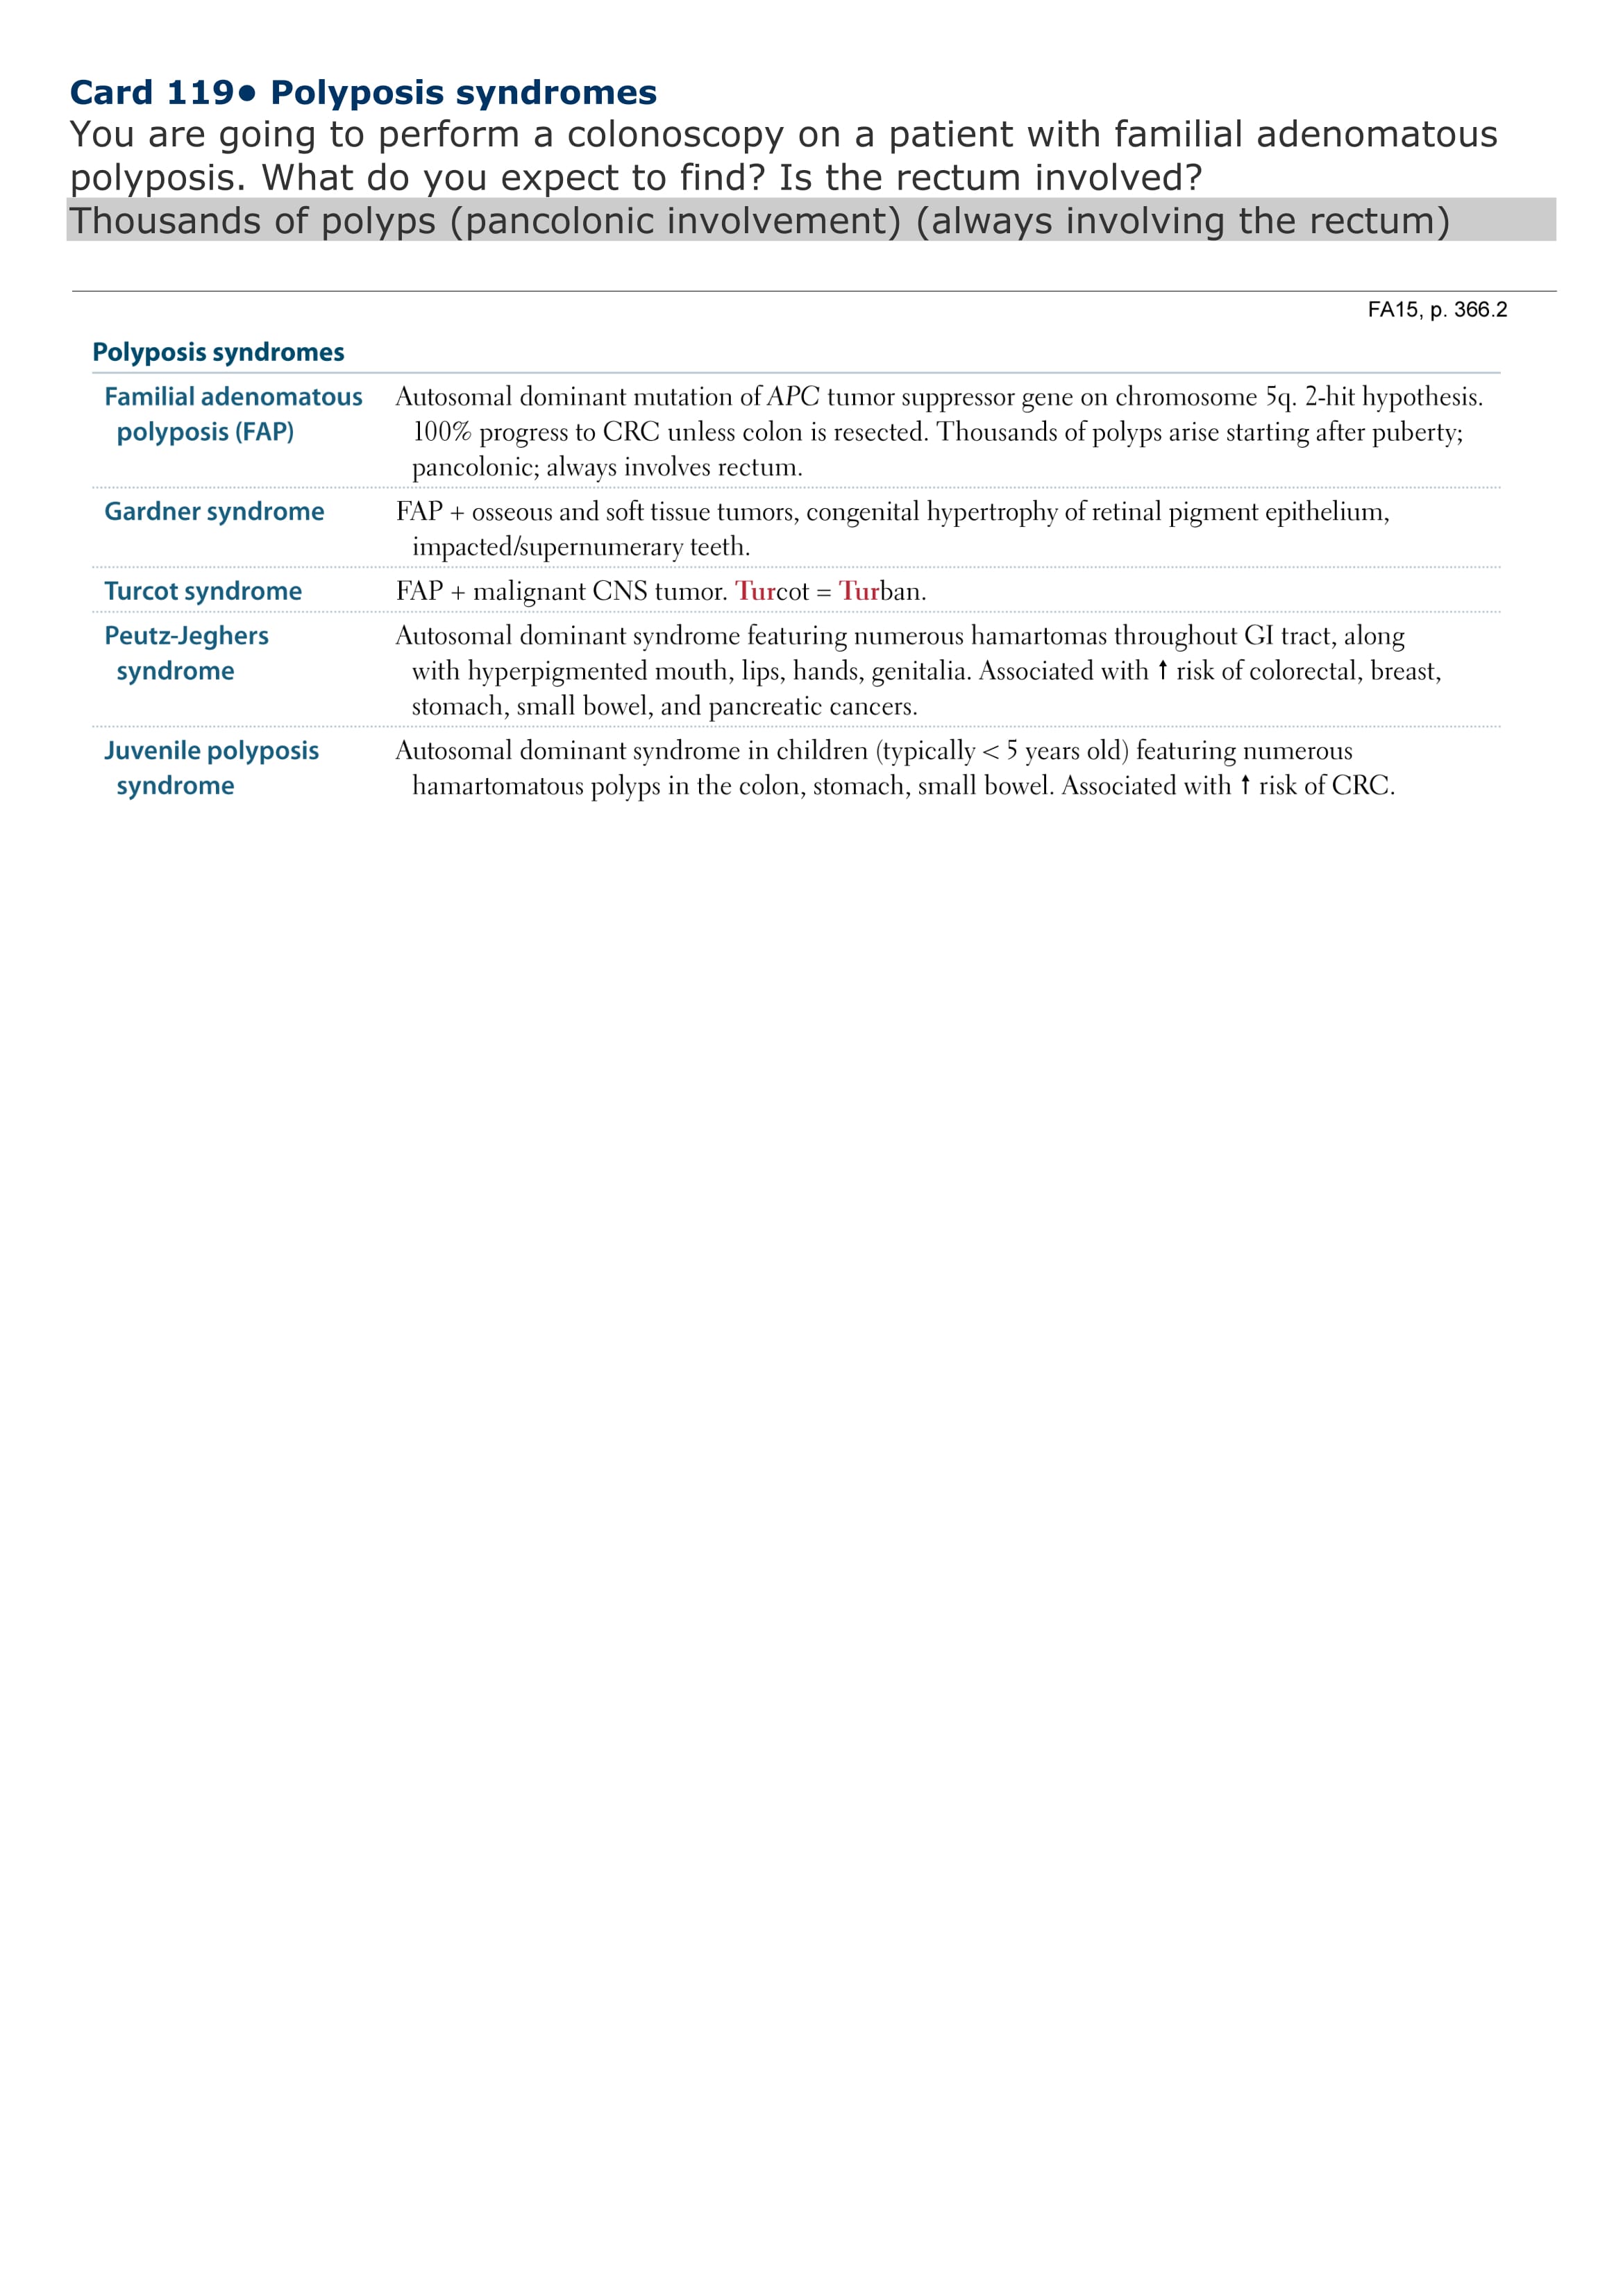 Card 119● Polyposis syndromes
You are going to perform a colonoscopy on a patient with familial adenomatous
polyposis. What do you expect to find? Is the rectum involved?
Thousands of polyps (pancolonic involvement) (always involving the rectum)
FA15, p. 366.2
Polyposis syndromes
Familial adenomatous
polyposis (FAP)
Autosomal dominant mutation of APC tumor suppressor gene on chromosome 5q. 2-hit hypothesis.
100% progress to CRC unless colon is resected. Thousands of polyps arise starting after puberty;
pancolonic; always involves rectum.
Gardner syndrome
FAP + osseous and soft tissue tumors, congenital hypertrophy of retinal pigment epithelium,
impacted/supernumerary teeth.
Turcot syndrome
FAP + malignant CNS tumor. Turcot = Turban.
Peutz-Jeghers
syndrome
Autosomal dominant syndrome featuring numerous hamartomas throughout GI tract, along
with hyperpigmented mouth, lips, hands, genitalia. Associated with ↑ risk of colorectal, breast,
stomach, small bowel, and pancreatic cancers.
Juvenile polyposis
syndrome
Autosomal dominant syndrome in children (typically < 5 years old) featuring numerous
hamartomatous polyps in the colon, stomach, small bowel. Associated with ↑ risk of CRC.